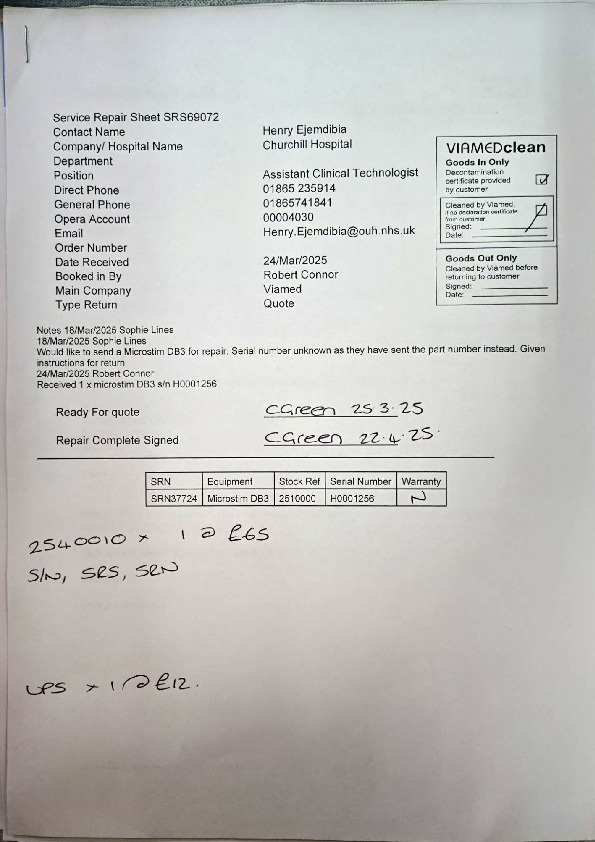 Service Repair Sheet SRS69072
Contact Name Henry Ejemdibia
Company/ Hospital Name Churchill Hospital
Department
Position Assistant Clinical Technologist
Direct Phone 01865 235914
General Phone 01865741841
Opera Account 00004030
Email Henry.Ejemdibia@ouh.nhs.uk
Order Number
Date Received 24/Mar/2025
Booked in By Robert Connor
Main Company Viamed
Type Return Quote
VIAMEDclean
Goods In Only
Decontamination
certificate provided
by customer
Cleaned by Viamed,
if no declaration certificate
from customer
Signed:
Date:
Goods Out Only
Cleaned by Viamed before
returning to customer
Signed:
Date:
Notes 18/Mar/2025 Sophie Lines
18/Mar/2025 Sophie Lines
Would like to send a Microstim DB3 for repair. Serial number unknown as they have sent the part number instead. Given
instructions for return
24/Mar/2025 Robert Connor
Received 1 x microstim DB3 s/n H0001256
Ready For quote CGreen 25.3.25
Repair Complete Signed CGreen 22.4.25
SRN Equipment Stock Ref Serial Number Warranty
SRN37724 Microstim DB3 2510000 H0001256 N
2540010 x 1 @ £65
S/N, SRS, SRN
UPS x 1 @ £12.